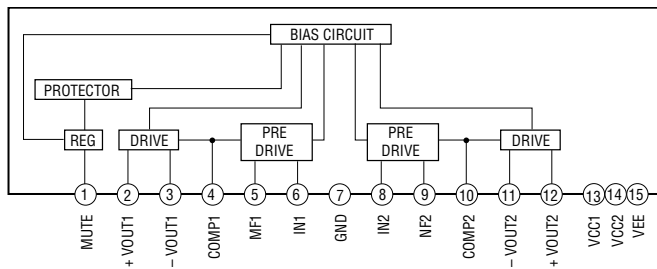 BIAS CIRCUIT
PROTECTOR
REG
DRIVE
PRE
DRIVE
PRE
DRIVE
DRIVE
1
2
3
4
5
6
7
8
9
10
11
12
13
14
15
MUTE
+ VOUT1
– VOUT1
COMP1
MF1
IN1
GND
IN2
NF2
COMP2
– VOUT2
+ VOUT2
VCC1
VCC2
VEE